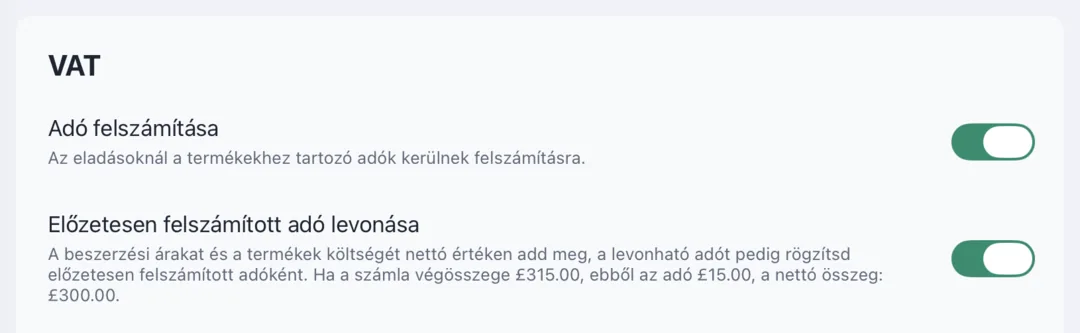 VAT
Adó felszámítása
Az eladásoknál a termékekhez tartozó adók kerülnek felszámításra.
Előzetesen felszámított adó levonása
A beszerzési árakat és a termékek költségét nettó értéken add meg, a levonható adót pedig rögzítsd
előzetesen felszámított adóként. Ha a számla végösszege £315.00, ebből az adó £15.00, a nettó összeg:
£300.00.